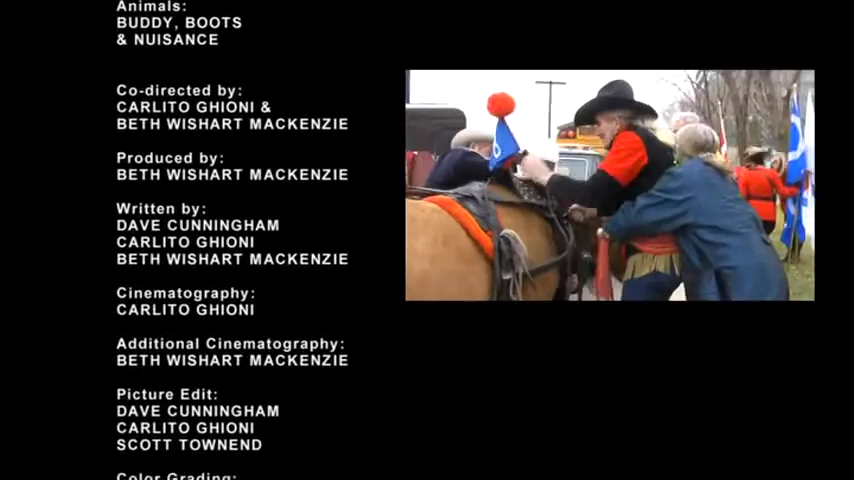 Animals:
BUDDY, BOOTS
& NUISANCE
Co-directed by:
CARLITO GHIONI &
BETH WISHART MACKENZIE
Produced by:
BETH WISHART MACKENZIE
Written by:
DAVE CUNNINGHAM
CARLITO GHIONI
BETH WISHART MACKENZIE
Cinematography:
CARLITO GHIONI
Additional Cinematography:
BETH WISHART MACKENZIE
Picture Edit:
DAVE CUNNINGHAM
CARLITO GHIONI
SCOTT TOWNEND
Color Grading: